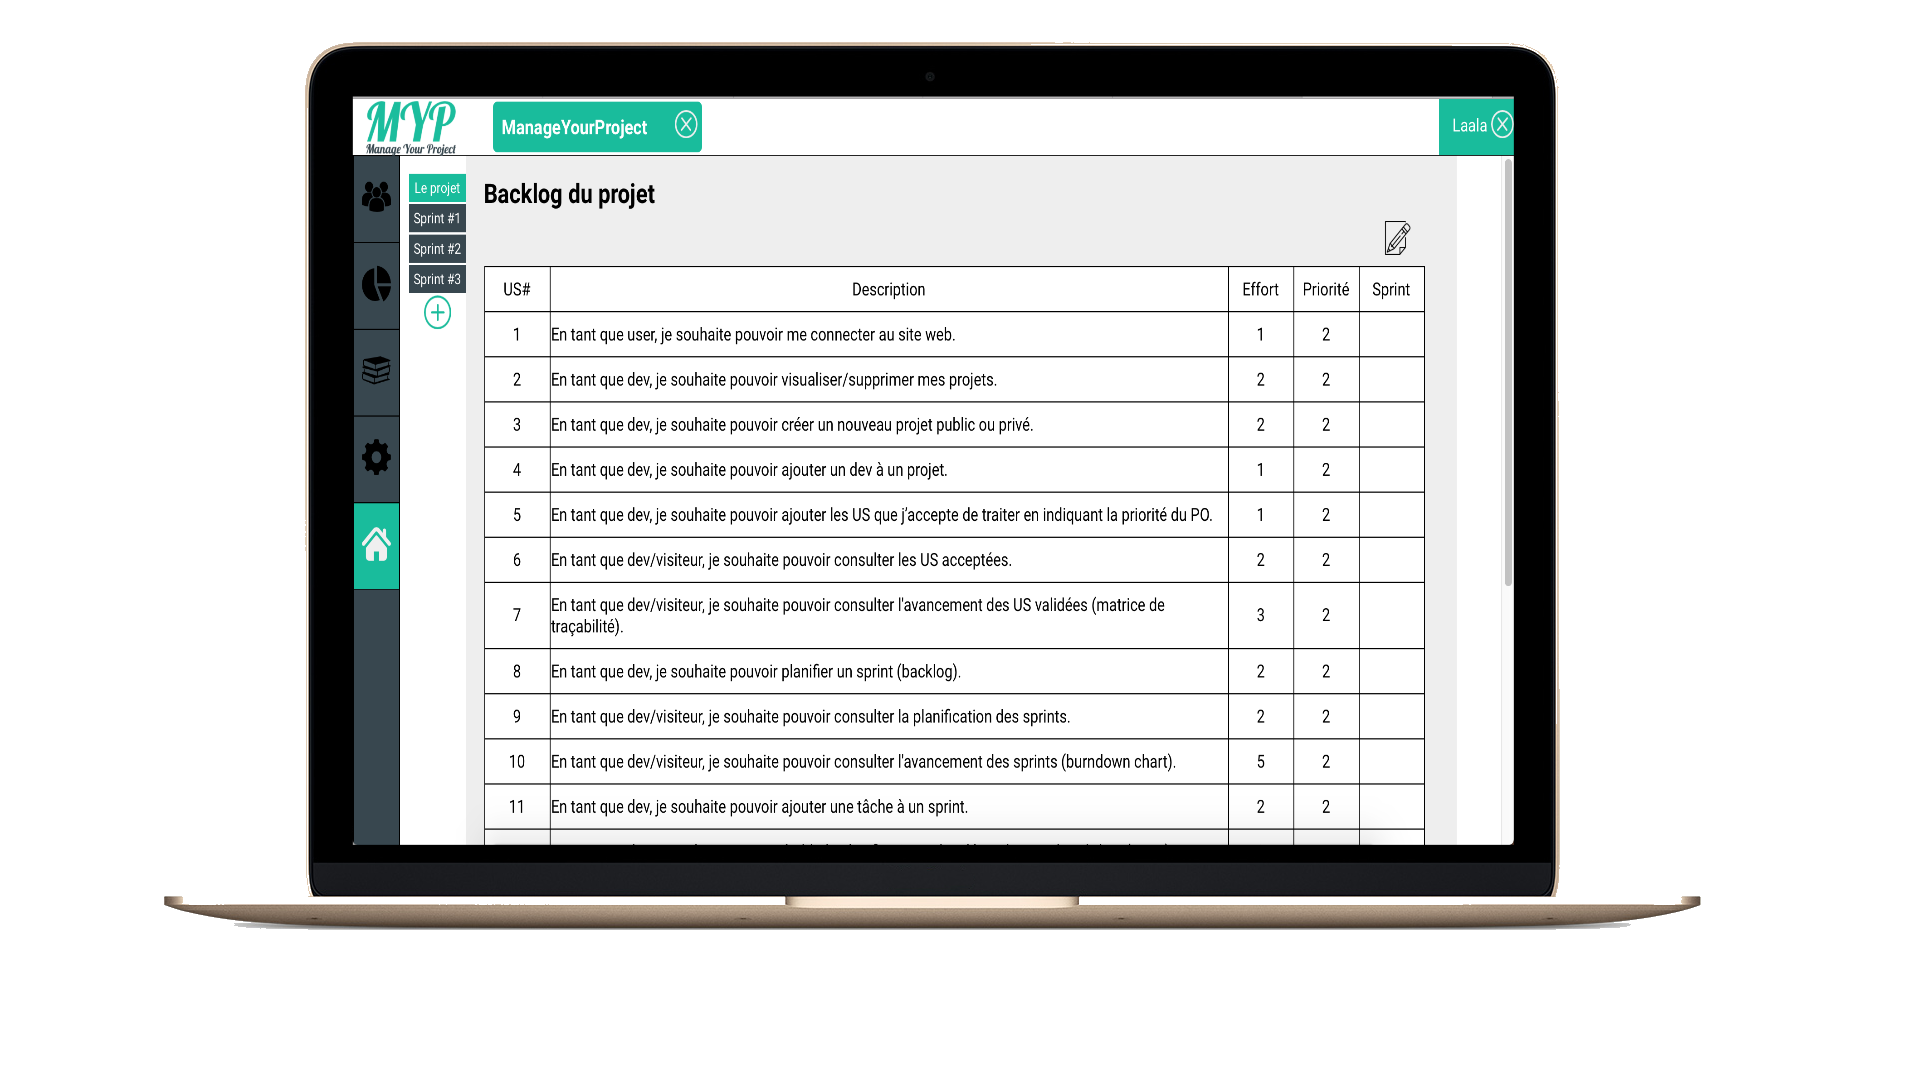 MYP
Manage Your Project
ManageYourProject
Laala
Le projet
Sprint #1
Sprint #2
Sprint #3
Backlog du projet
US# Description Effort Priorité Sprint
1 En tant que user, je souhaite pouvoir me connecter au site web. 1 2
2 En tant que dev, je souhaite pouvoir visualiser/supprimer mes projets. 2 2
3 En tant que dev, je souhaite pouvoir créer un nouveau projet public ou privé. 2 2
4 En tant que dev, je souhaite pouvoir ajouter un dev à un projet. 1 2
5 En tant que dev, je souhaite pouvoir ajouter les US que j’accepte de traiter en indiquant la priorité du PO. 1 2
6 En tant que dev/visiteur, je souhaite pouvoir consulter les US acceptées. 2 2
7 En tant que dev/visiteur, je souhaite pouvoir consulter l'avancement des US validées (matrice de
traçabilité). 3 2
8 En tant que dev, je souhaite pouvoir planifier un sprint (backlog). 2 2
9 En tant que dev/visiteur, je souhaite pouvoir consulter la planification des sprints. 2 2
10 En tant que dev/visiteur, je souhaite pouvoir consulter l'avancement des sprints (burndown chart). 5 2
11 En tant que dev, je souhaite pouvoir ajouter une tâche à un sprint. 2 2